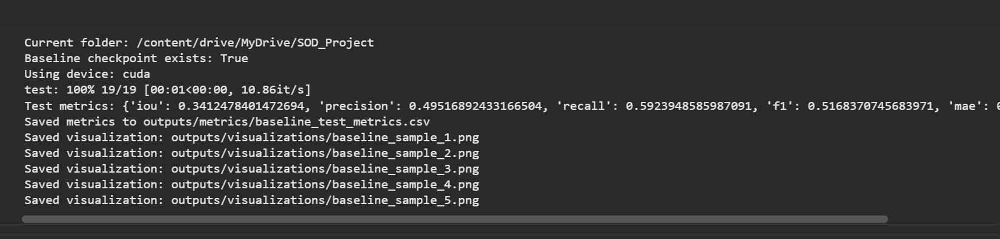 Current folder: /content/drive/MyDrive/SOD_Project
Baseline checkpoint exists: True
Using device: cuda
test: 100% 19/19 [00:01<00:00, 10.86it/s]
Test metrics: {'iou': 0.3412478401472694, 'precision': 0.49516892433166504, 'recall': 0.5923948585987091, 'f1': 0.5168370745683971, 'mae':
Saved metrics to outputs/metrics/baseline_test_metrics.csv
Saved visualization: outputs/visualizations/baseline_sample_1.png
Saved visualization: outputs/visualizations/baseline_sample_2.png
Saved visualization: outputs/visualizations/baseline_sample_3.png
Saved visualization: outputs/visualizations/baseline_sample_4.png
Saved visualization: outputs/visualizations/baseline_sample_5.png